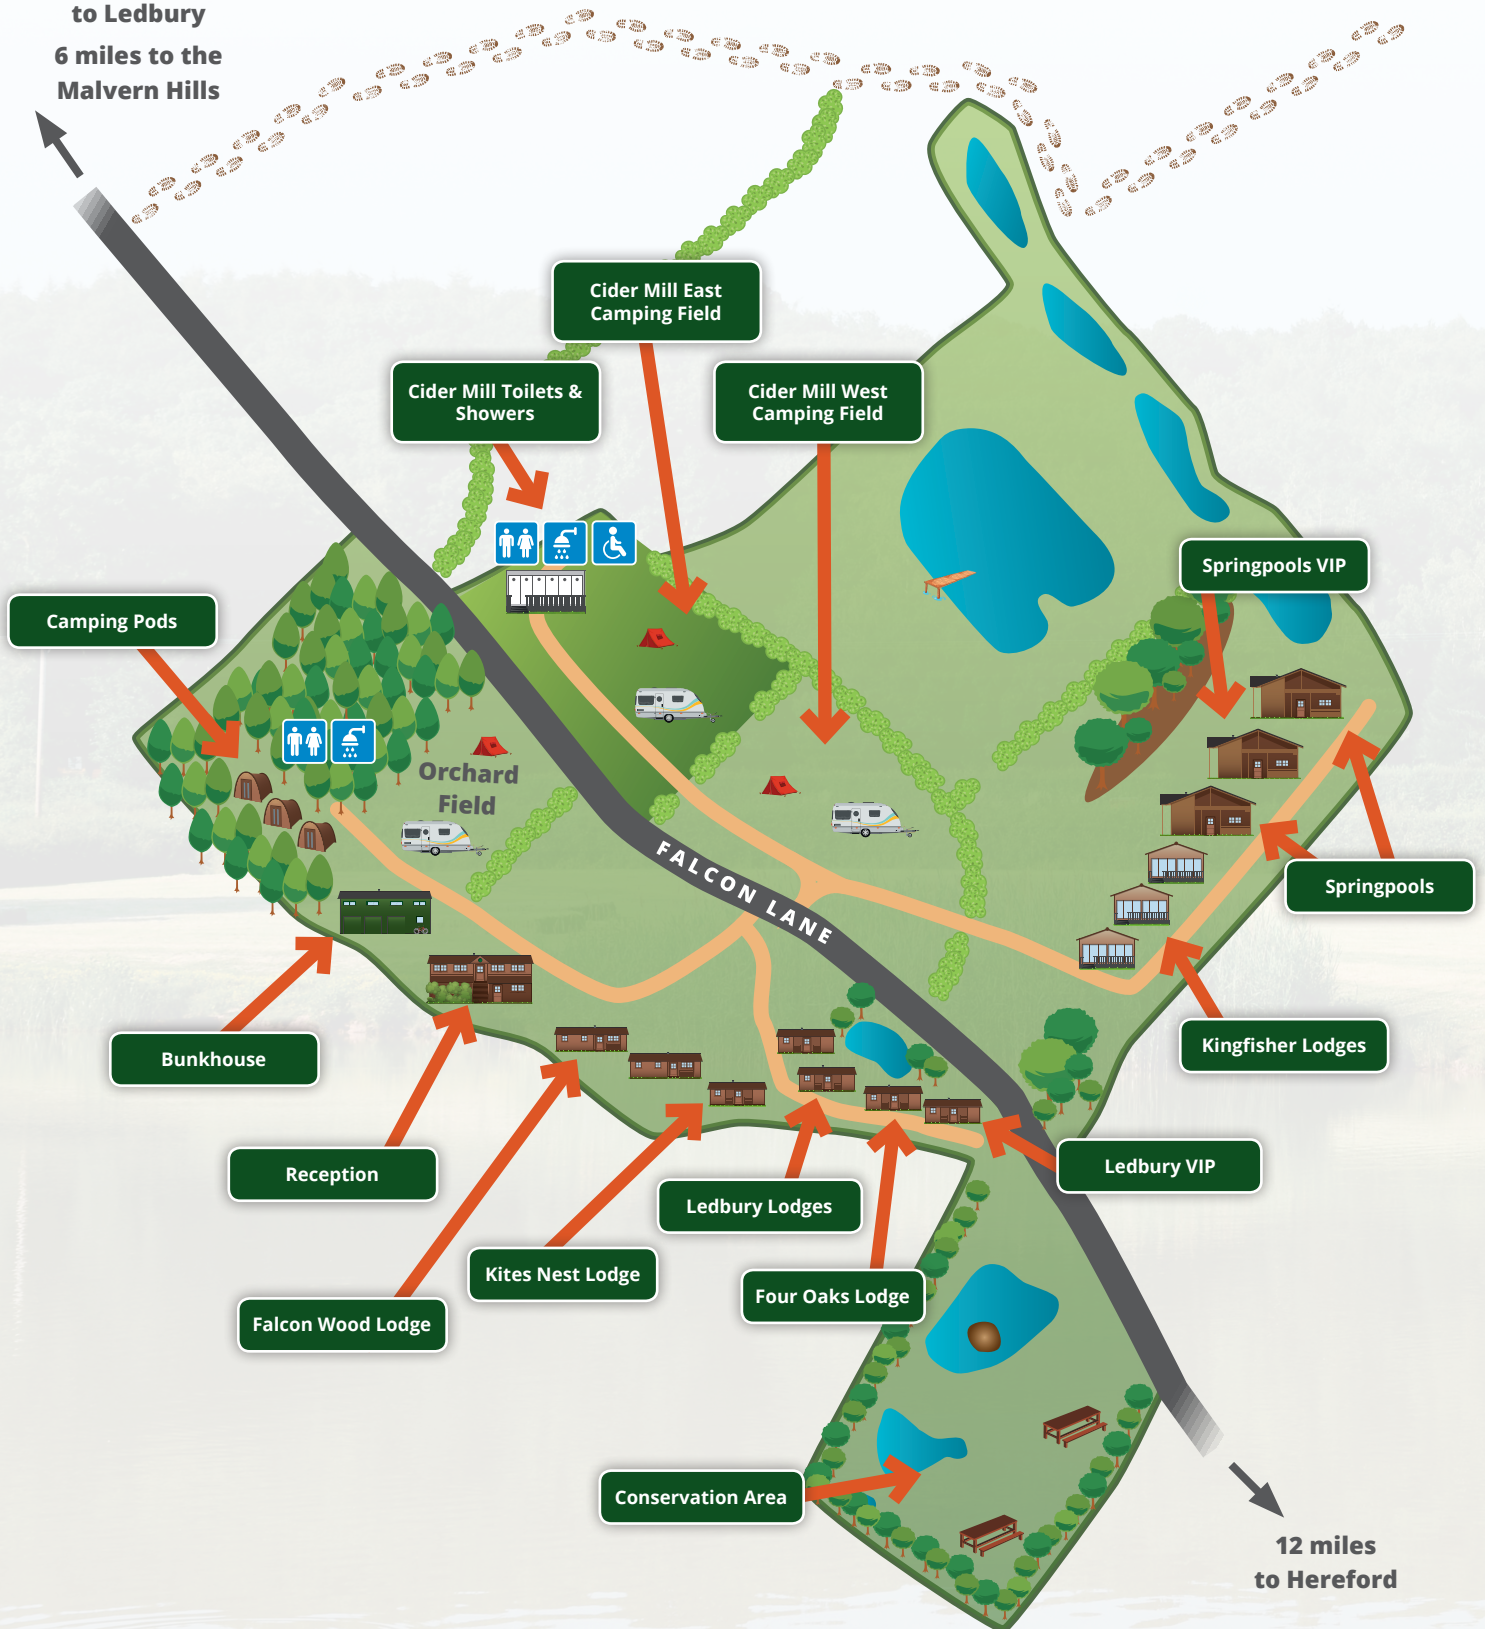 to Ledbury
6 miles to the
Malvern Hills
Cider Mill East
Camping Field
Cider Mill Toilets &
Showers
Cider Mill West
Camping Field
Springpools VIP
Camping Pods
Orchard
Field
FALCON LANE
Springpools
Bunkhouse
Kingfisher Lodges
Reception
Ledbury VIP
Ledbury Lodges
Kites Nest Lodge
Four Oaks Lodge
Falcon Wood Lodge
Conservation Area
12 miles
to Hereford